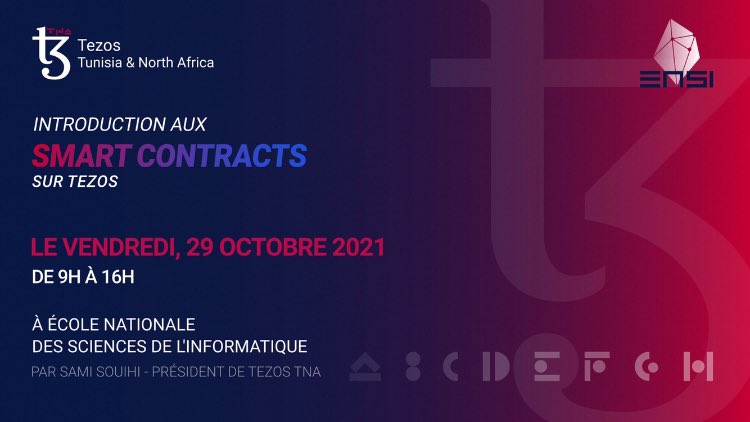 TNA
Tezos
Tunisia & North Africa
ENSI
INTRODUCTION AUX
SMART CONTRACTS
SUR TEZOS
LE VENDREDI, 29 OCTOBRE 2021
DE 9H À 16H
À ÉCOLE NATIONALE
DES SCIENCES DE L'INFORMATIQUE
PAR SAMI SOUIHI - PRÉSIDENT DE TEZOS TNA
A B C D E F G H